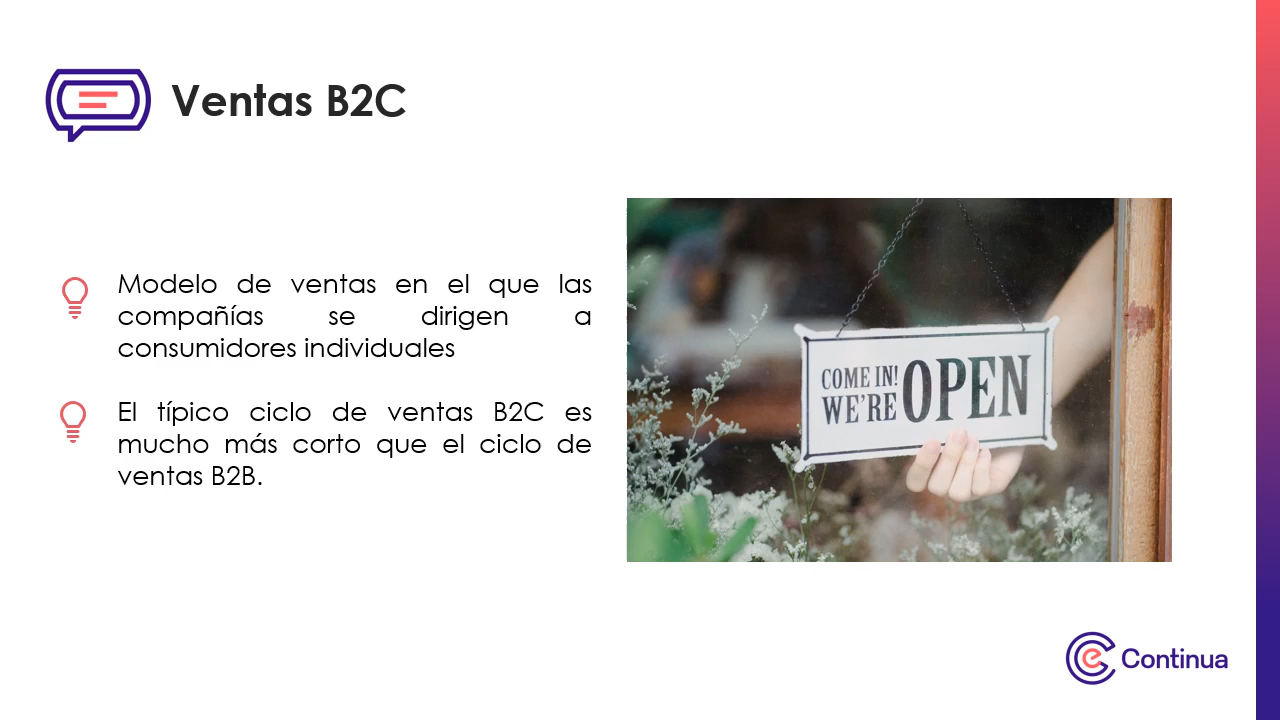 Ventas B2C
Modelo de ventas en el que las
compañías se dirigen a
consumidores individuales
El típico ciclo de ventas B2C es
mucho más corto que el ciclo de
ventas B2B.
COME IN!
WE'RE OPEN
Continua